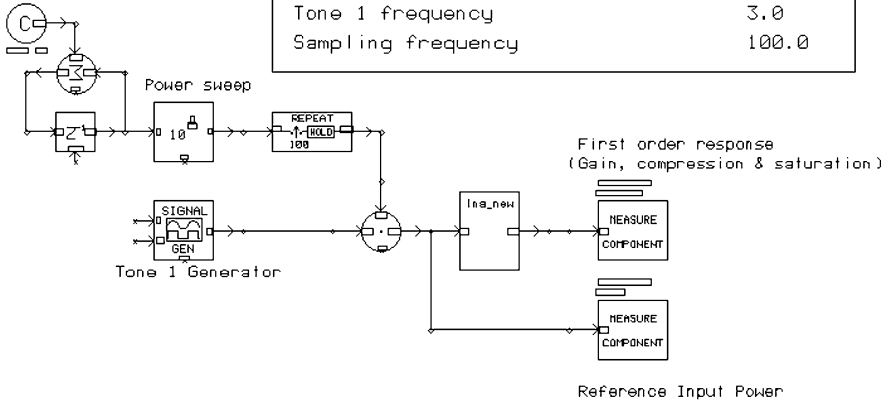 Tone 1 frequency 3.0
Sampling frequency 100.0
C
Σ
Power sweep
Z⁻¹
10
REPEAT
HOLD
100
First order response
(Gain, compression & saturation)
SIGNAL
GEN
Tone 1 Generator
lna_new
MEASURE
COMPONENT
MEASURE
COMPONENT
Reference Input Power